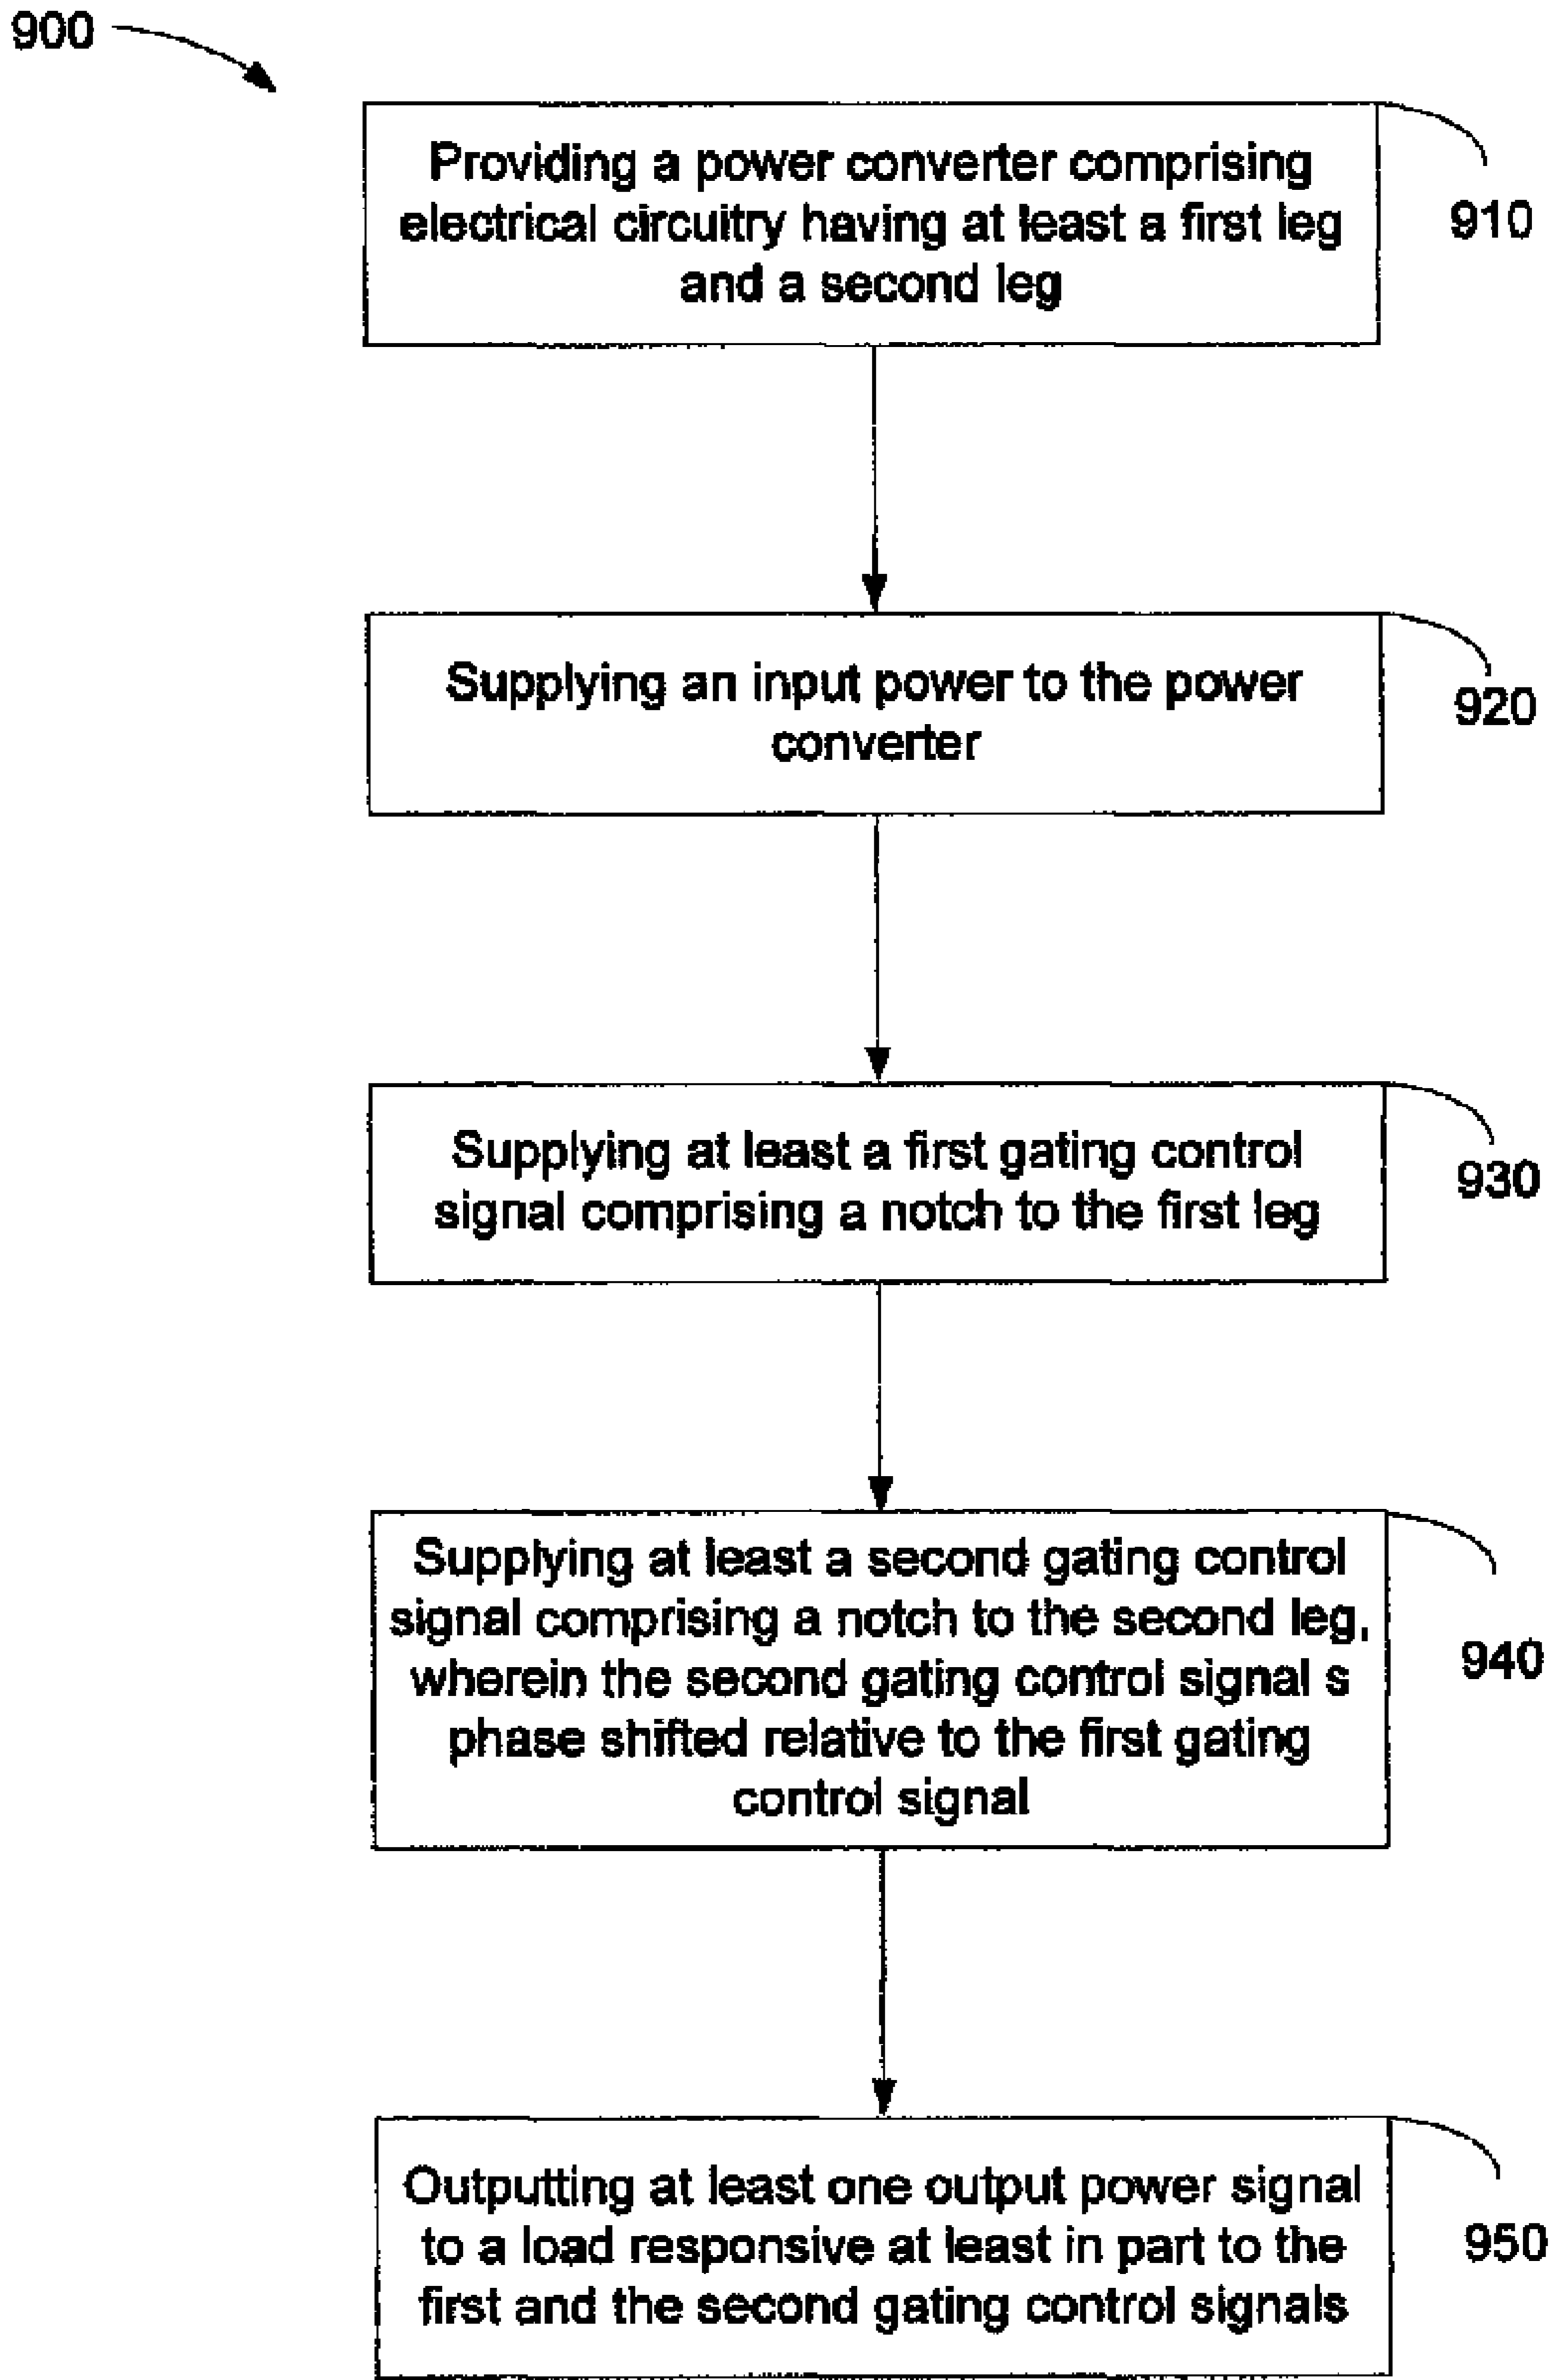 900
Providing a power converter comprising
electrical circuitry having at least a first leg
and a second leg
910
Supplying an input power to the power
converter
920
Supplying at least a first gating control
signal comprising a notch to the first leg
930
Supplying at least a second gating control
signal comprising a notch to the second leg,
wherein the second gating control signal s
phase shifted relative to the first gating
control signal
940
Outputting at least one output power signal
to a load responsive at least in part to the
first and the second gating control signals
950